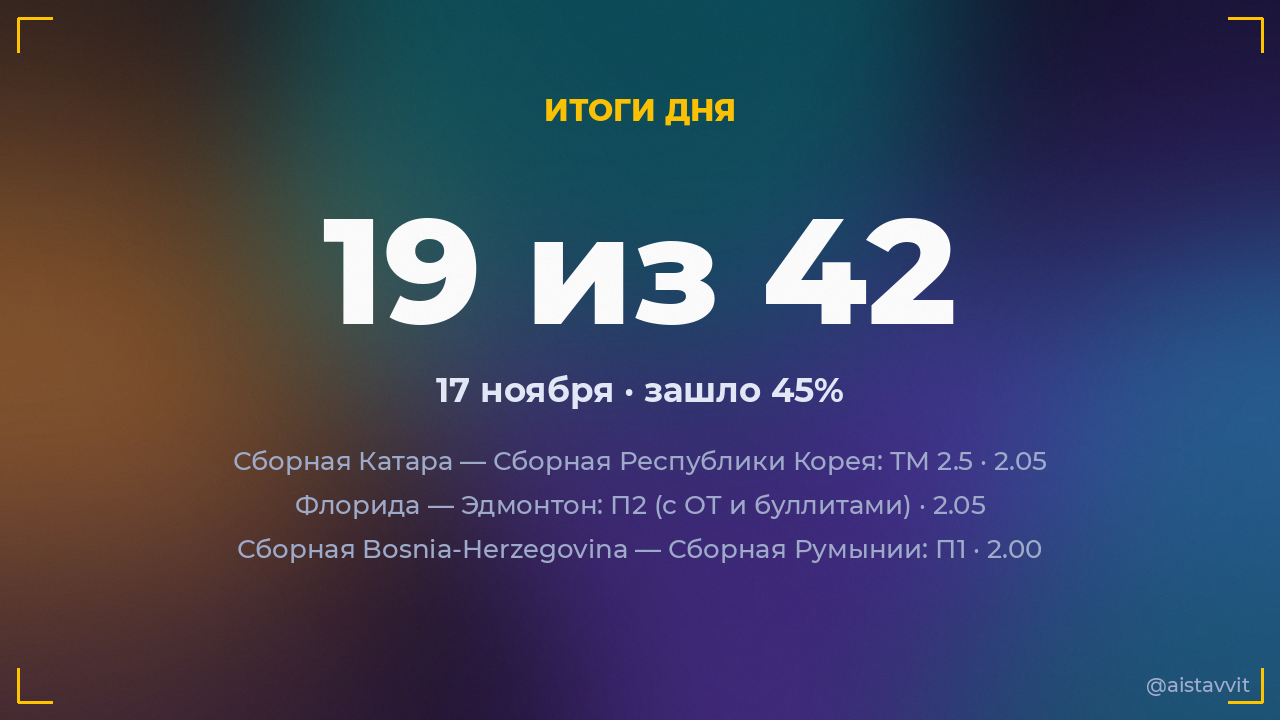 ИТОГИ ДНЯ
19 из 42
17 ноября · зашло 45%
Сборная Катара — Сборная Республики Корея: ТМ 2.5 · 2.05
Флорида — Эдмонтон: П2 (с ОТ и буллитами) · 2.05
Сборная Bosnia-Herzegovina — Сборная Румынии: П1 · 2.00
@aistavvit